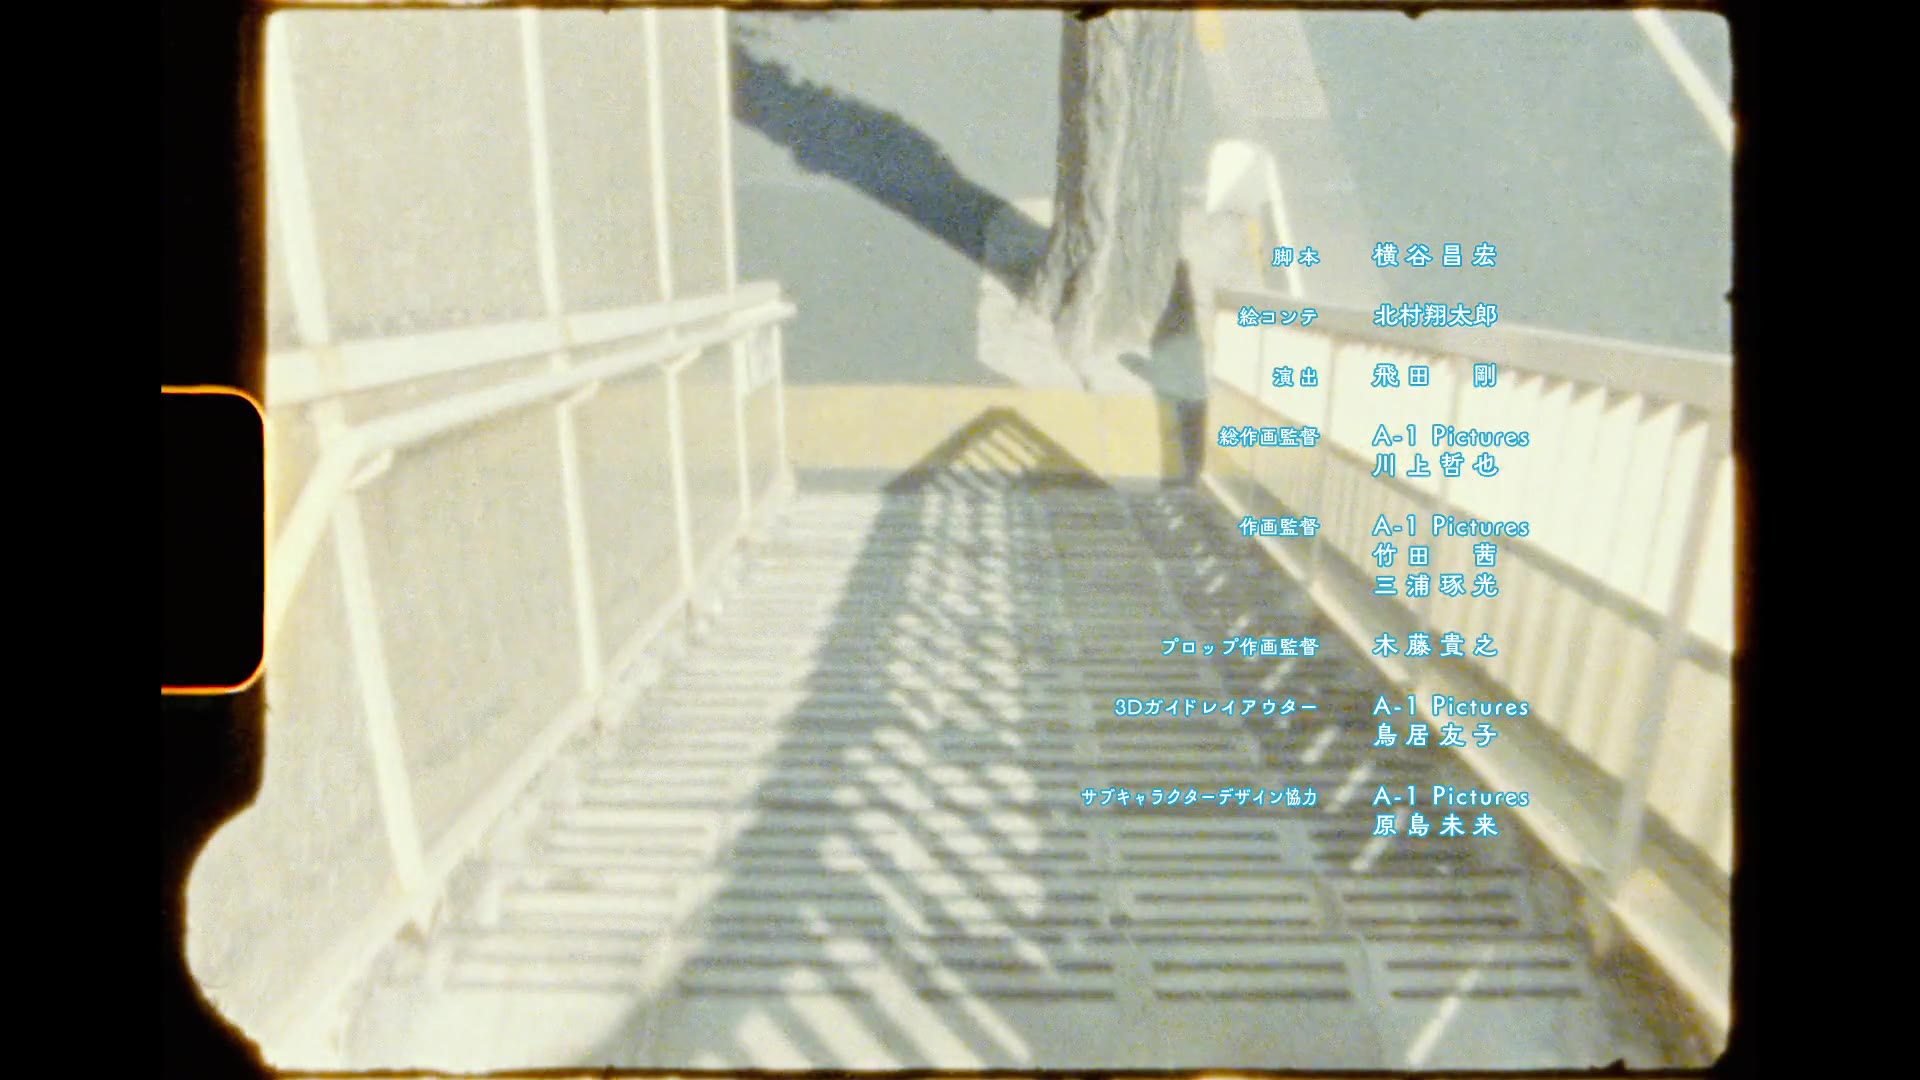 脚本 横谷昌宏
絵コンテ 北村翔太郎
演出 飛田 剛
総作画監督 A-1 Pictures
川上哲也
作画監督 A-1 Pictures
竹田 茜
三浦琢光
プロップ作画監督 木藤貴之
3Dガイドレイアウター A-1 Pictures
鳥居友子
サブキャラクターデザイン協力 A-1 Pictures
原島未来